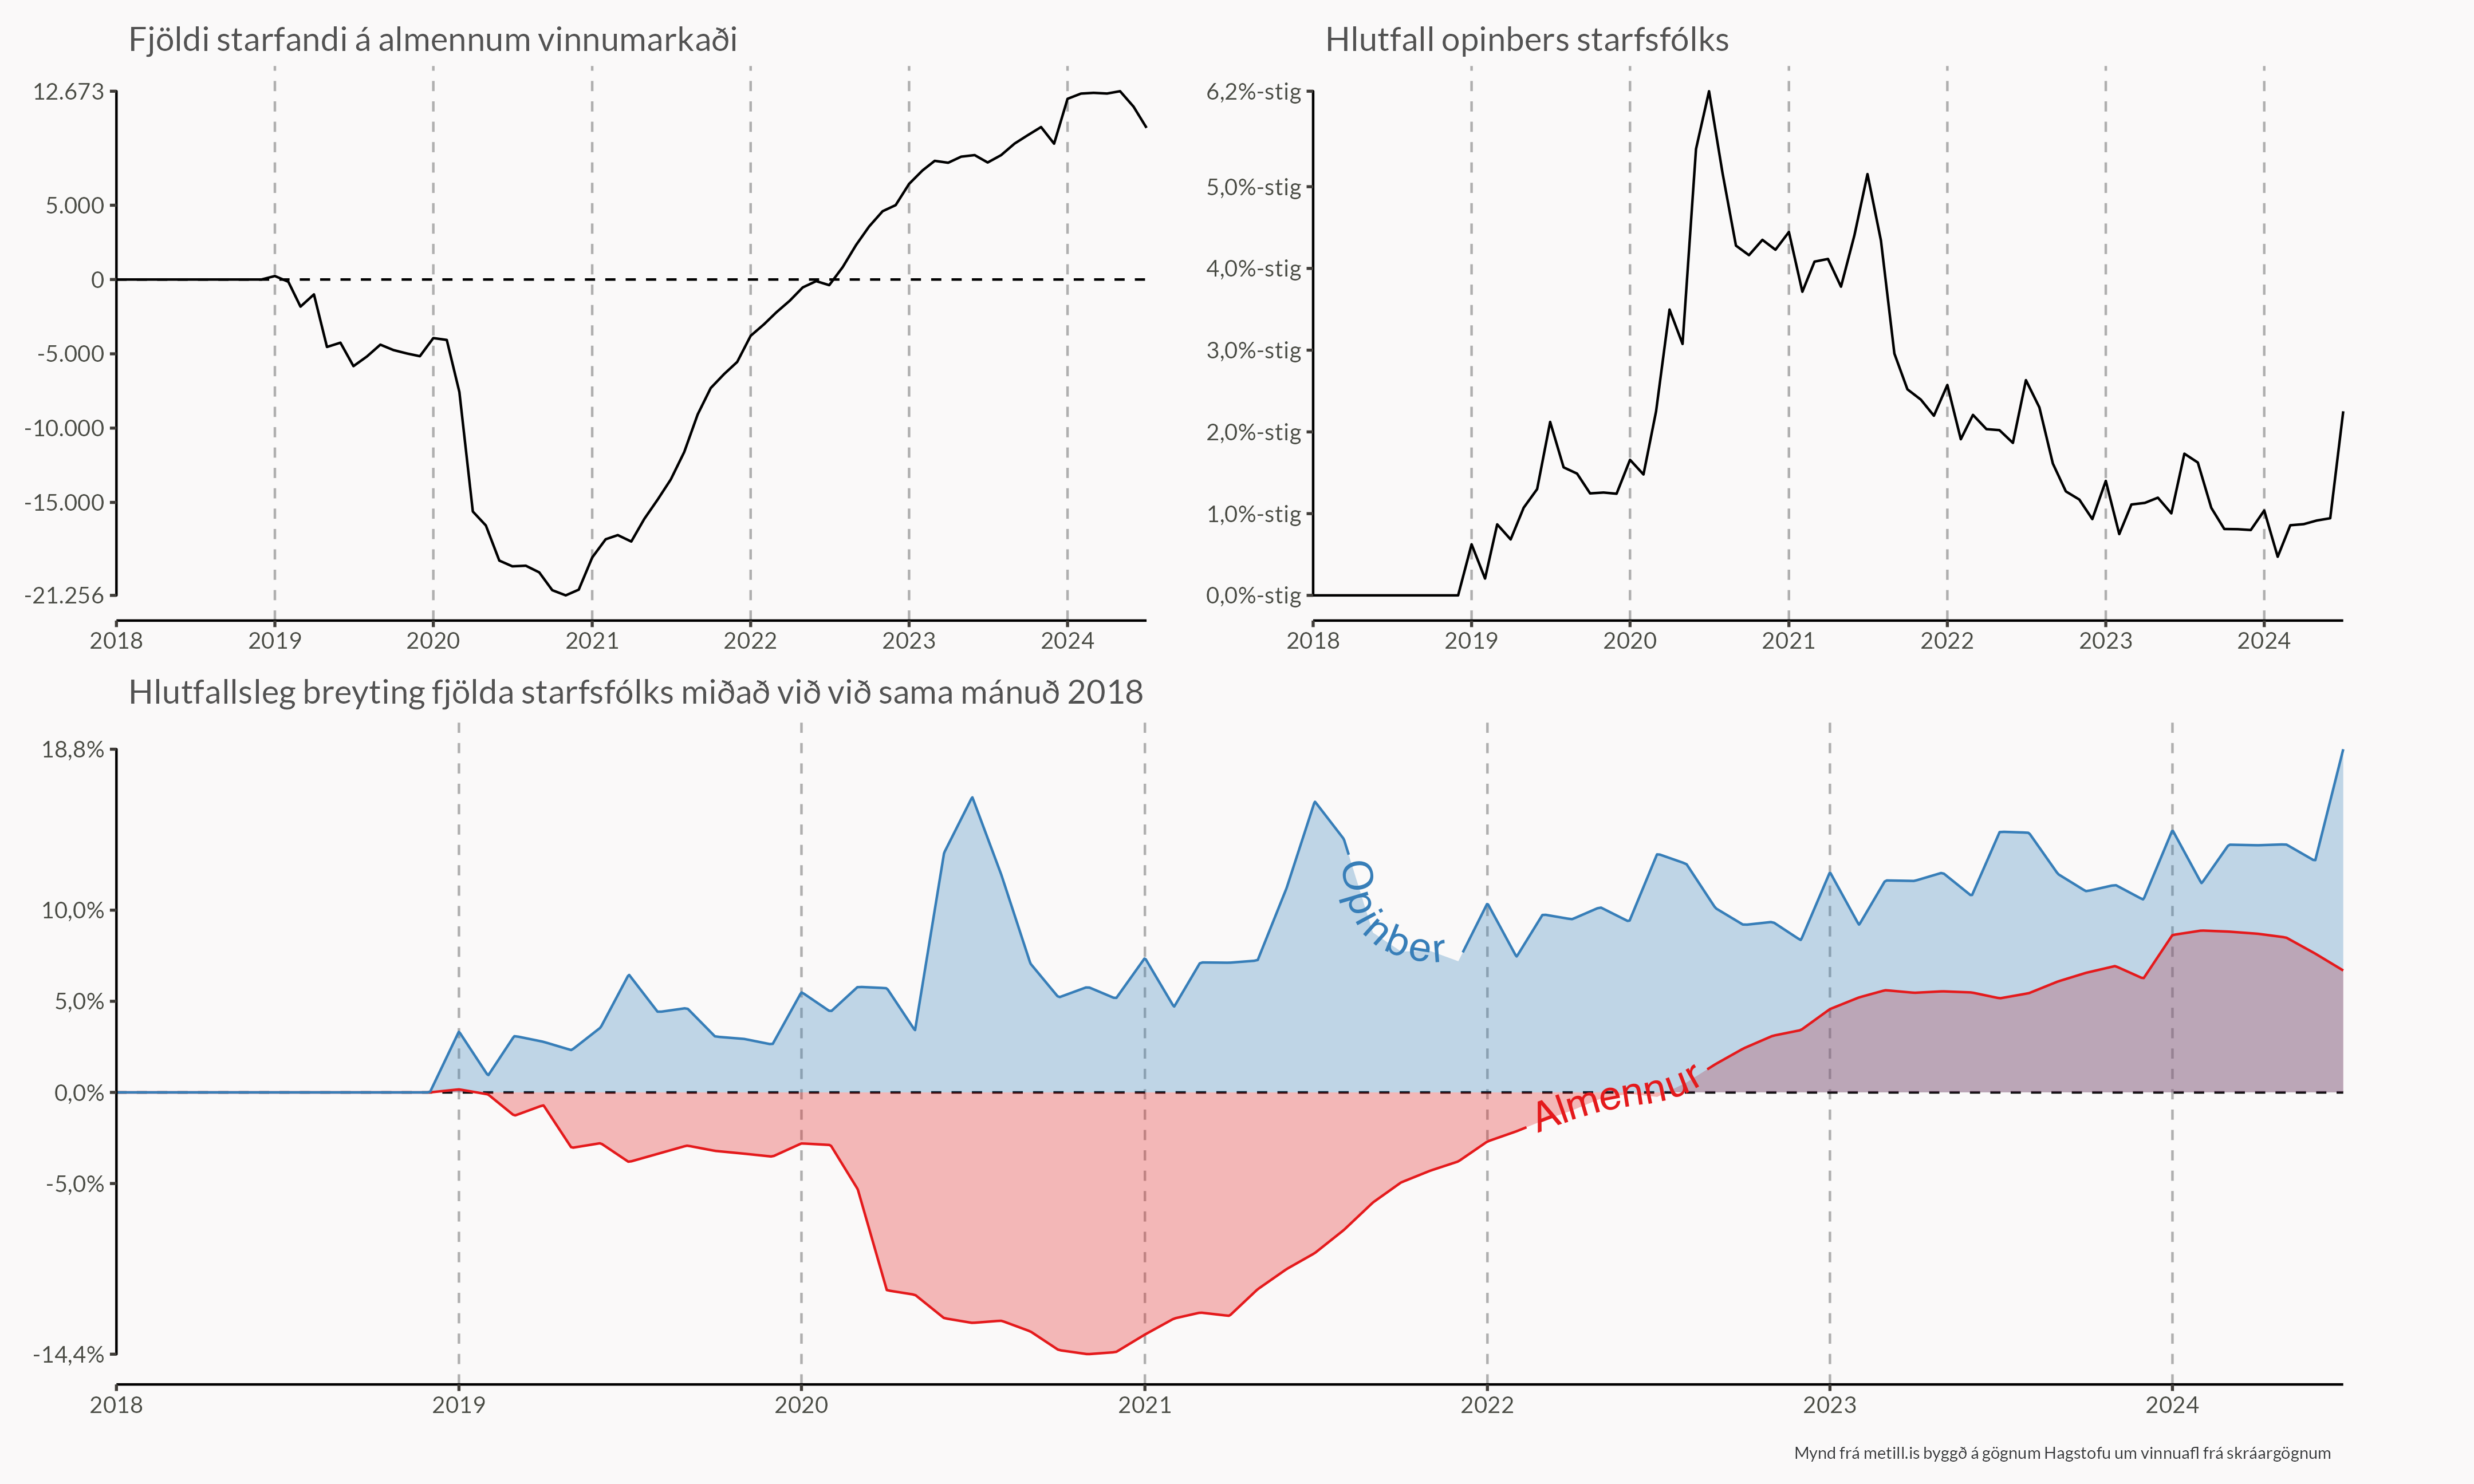 Fjöldi starfandi á almennum vinnumarkaði
12.673
5.000
0
-5.000
-10.000
-15.000
-21.256
2018 2019 2020 2021 2022 2023 2024
Hlutfall opinbers starfsfólks
6,2%-stig
5,0%-stig
4,0%-stig
3,0%-stig
2,0%-stig
1,0%-stig
0,0%-stig
2018 2019 2020 2021 2022 2023 2024
Hlutfallsleg breyting fjölda starfsfólks miðað við við sama mánuð 2018
18,8%
10,0%
5,0%
0,0%
-5,0%
-14,4%
Opinber
Almennur
2018 2019 2020 2021 2022 2023 2024
Mynd frá metill.is byggð á gögnum Hagstofu um vinnuafl frá skráargögnum